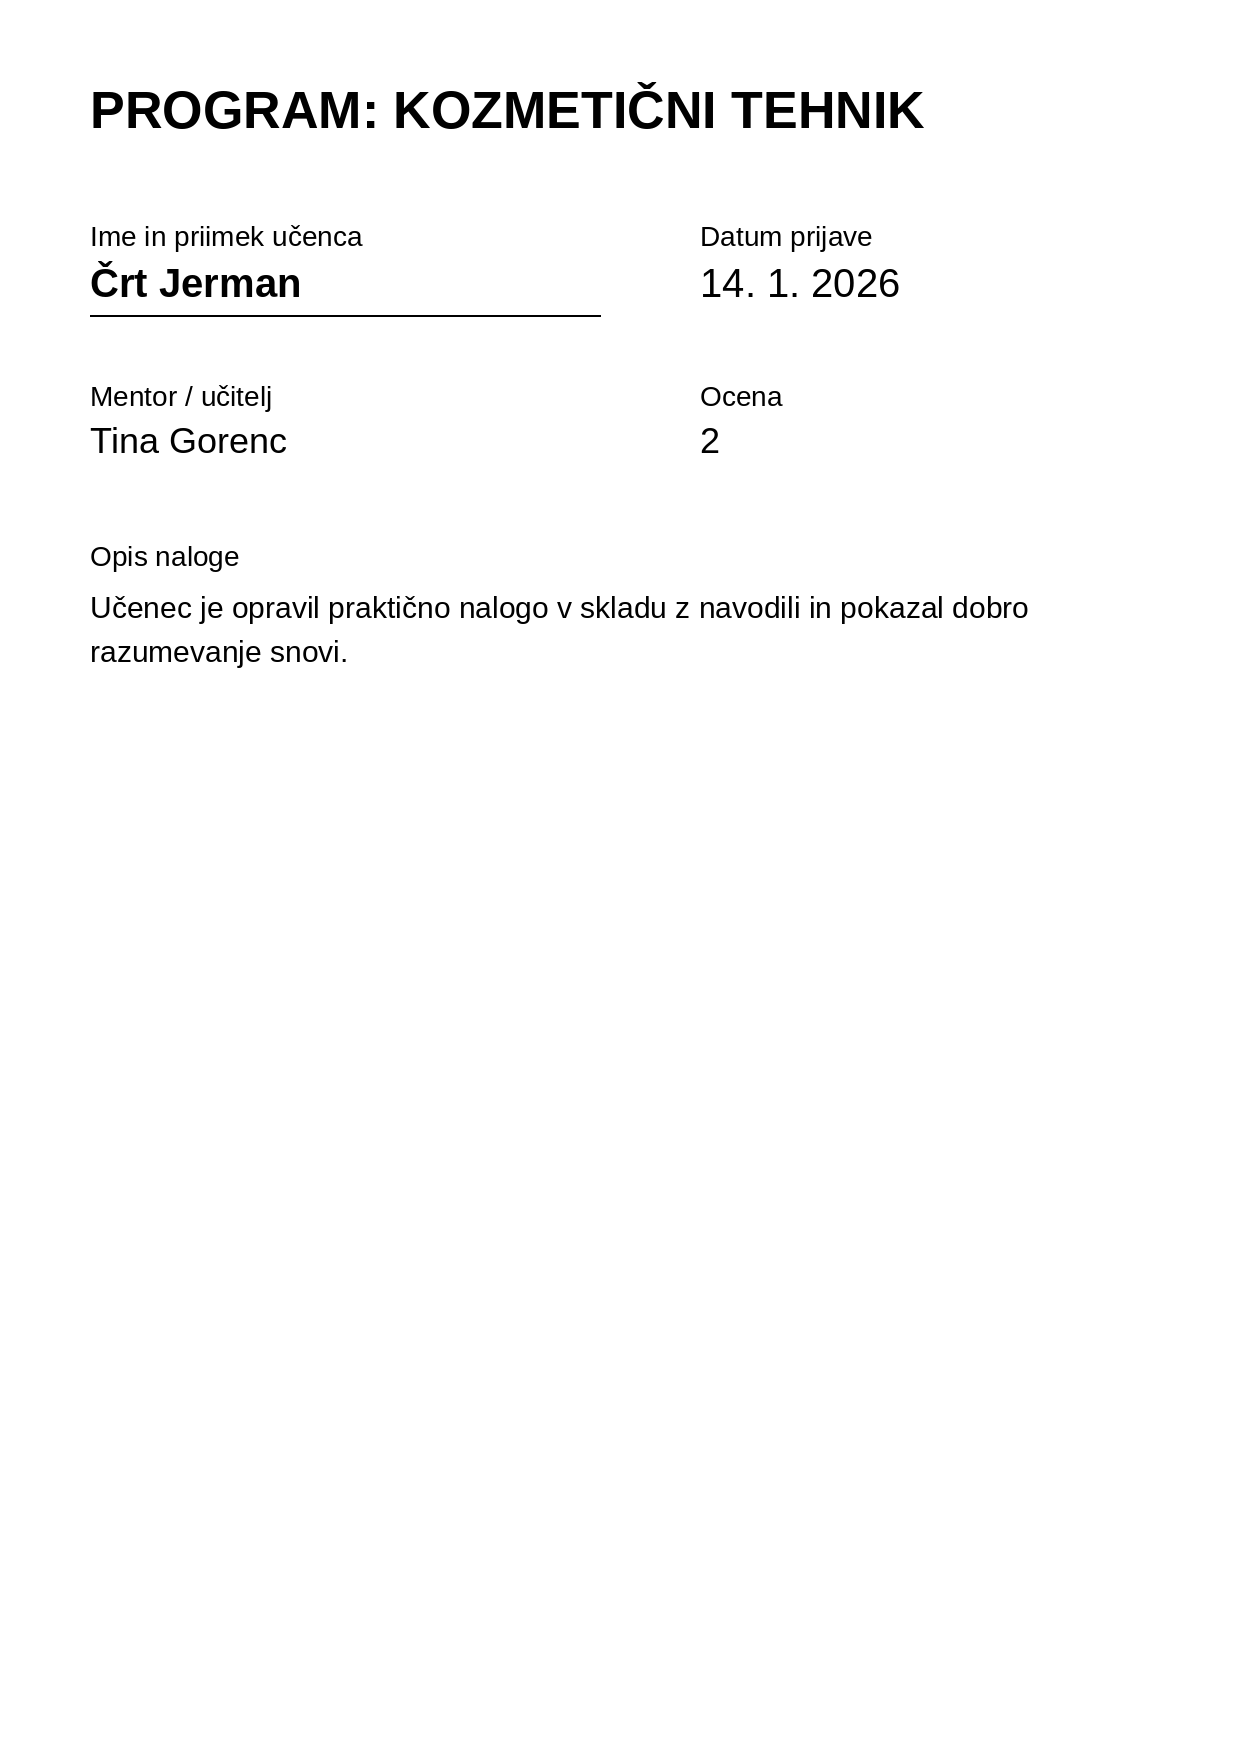 PROGRAM: KOZMETIČNI TEHNIK
Ime in priimek učenca
Črt Jerman
Datum prijave
14. 1. 2026
Mentor / učitelj
Tina Gorenc
Ocena
2
Opis naloge
Učenec je opravil praktično nalogo v skladu z navodili in pokazal dobro
razumevanje snovi.